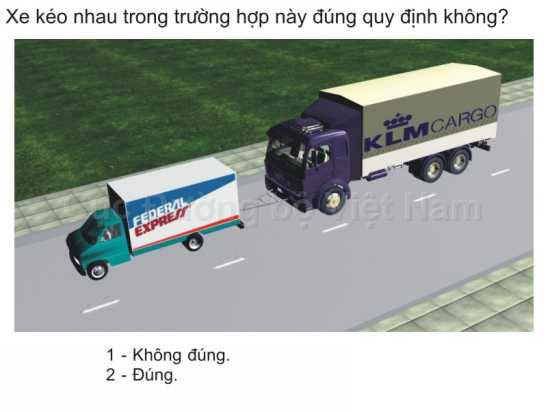 Xe kéo nhau trong trường hợp này đúng quy định không?
KLM CARGO
FEDERAL
EXPRESS
đường bộ Việt Nam
1 - Không đúng.
2 - Đúng.